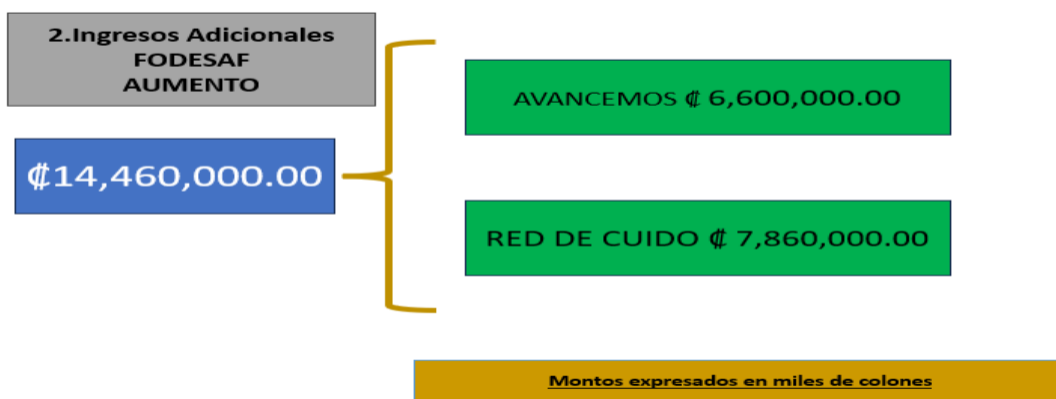 2.Ingresos Adicionales
FODESAF
AUMENTO
₡14,460,000.00
AVANCEMOS ₡ 6,600,000.00
RED DE CUIDO ₡ 7,860,000.00
Montos expresados en miles de colones